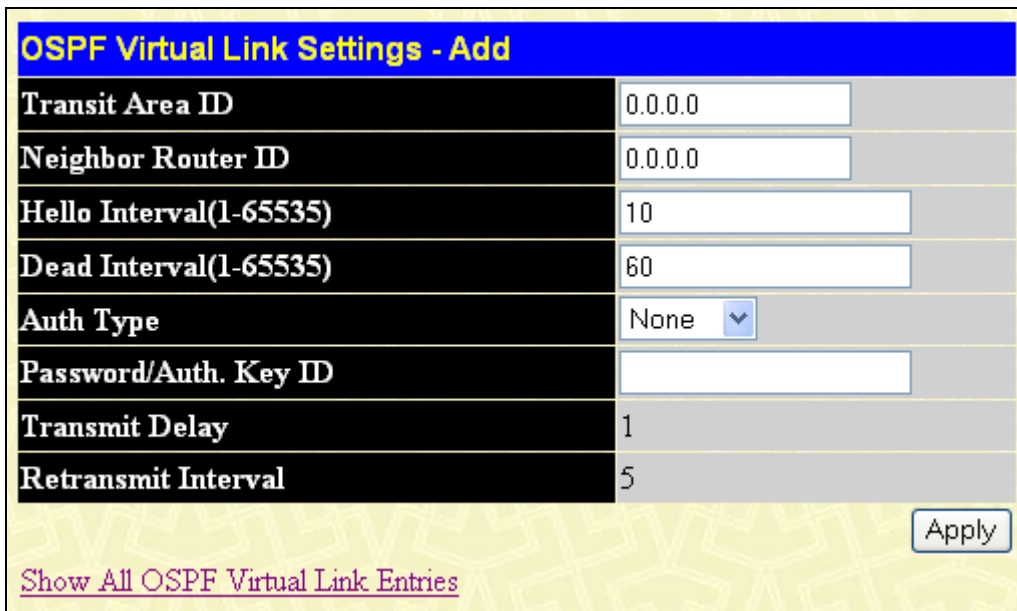 OSPF Virtual Link Settings - Add
Transit Area ID 0.0.0.0
Neighbor Router ID 0.0.0.0
Hello Interval(1-65535) 10
Dead Interval(1-65535) 60
Auth Type None
Password/Auth. Key ID
Transmit Delay 1
Retransmit Interval 5
Apply
Show All OSPF Virtual Link Entries